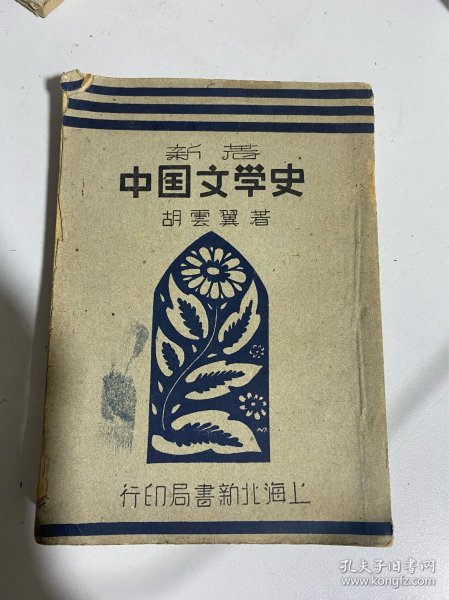 新著
中国文学史
胡雲翼著
上海北新書局印行
孔夫子旧书网
www.kongfz.com